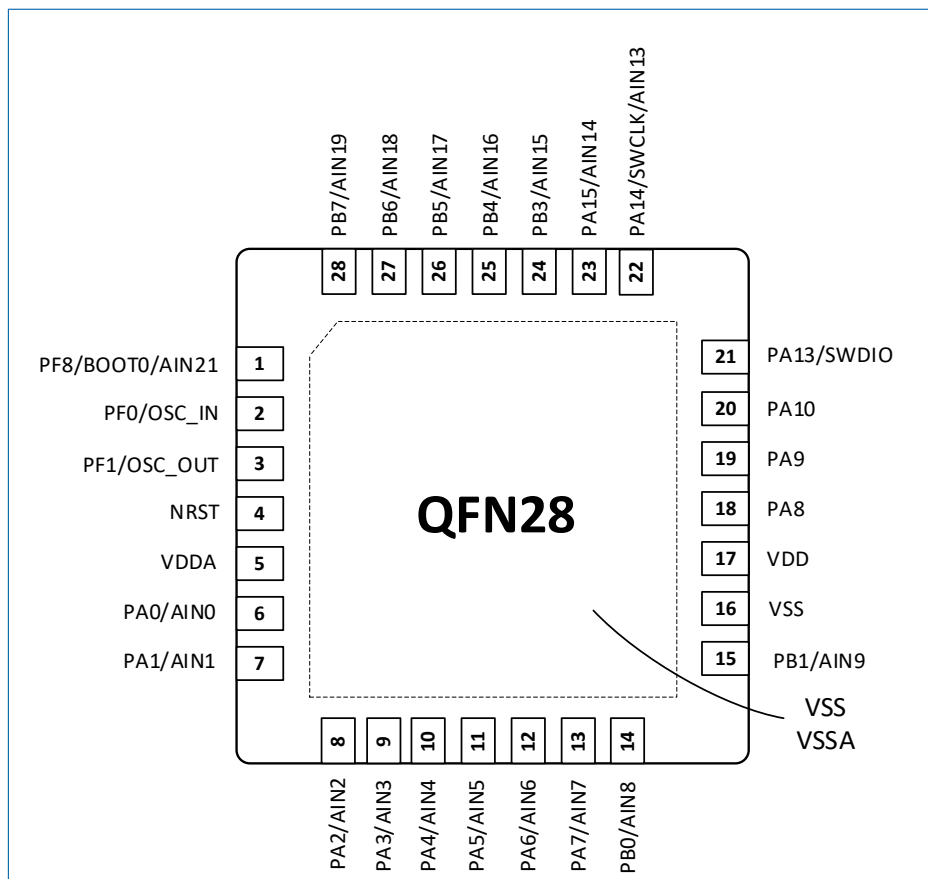 PB7/AIN19
PB6/AIN18
PB5/AIN17
PB4/AIN16
PB3/AIN15
PA15/AIN14
PA14/SWCLK/AIN13
28
27
26
25
24
23
22
PF8/BOOT0/AIN21
1
PF0/OSC_IN
2
PF1/OSC_OUT
3
NRST
4
VDDA
5
PA0/AIN0
6
PA1/AIN1
7
QFN28
21
PA13/SWDIO
20
PA10
19
PA9
18
PA8
17
VDD
16
VSS
15
PB1/AIN9
VSS
VSSA
8
9
10
11
12
13
14
PA2/AIN2
PA3/AIN3
PA4/AIN4
PA5/AIN5
PA6/AIN6
PA7/AIN7
PB0/AIN8